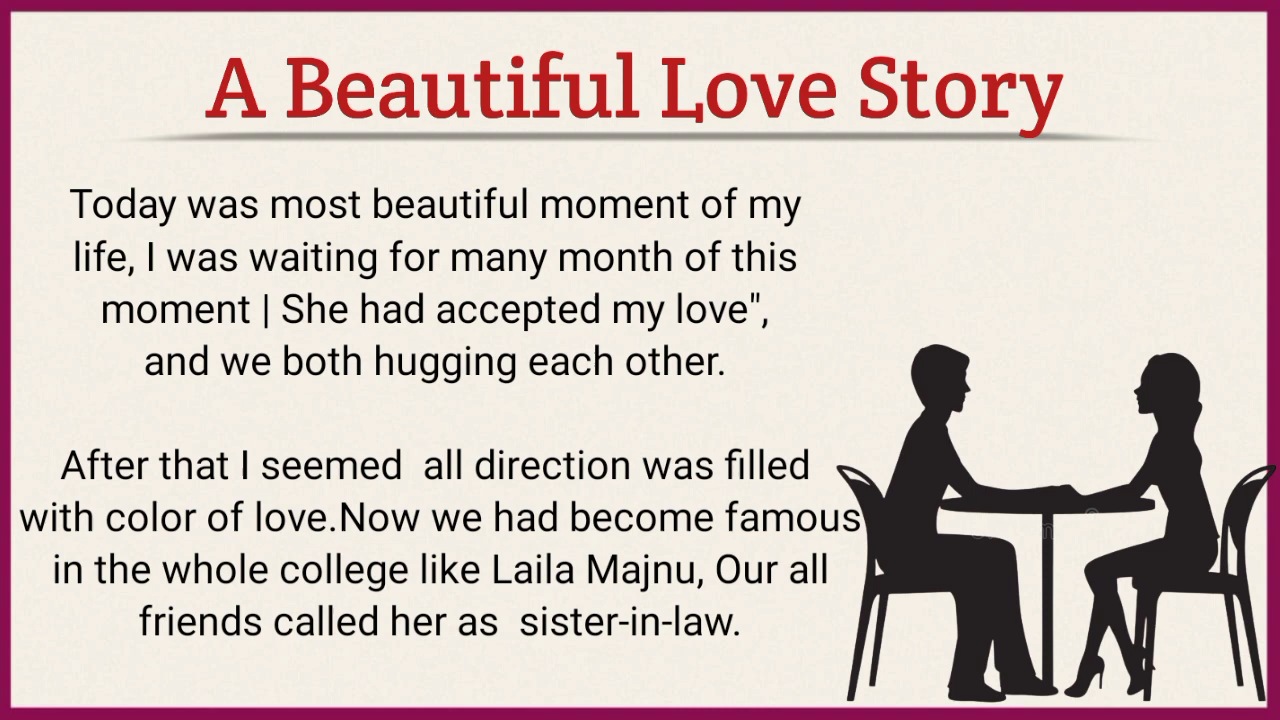 A Beautiful Love Story
Today was most beautiful moment of my
life, I was waiting for many month of this
moment | She had accepted my love",
and we both hugging each other.
After that I seemed  all direction was filled
with color of love.Now we had become famous
in the whole college like Laila Majnu, Our all
friends called her as  sister-in-law.